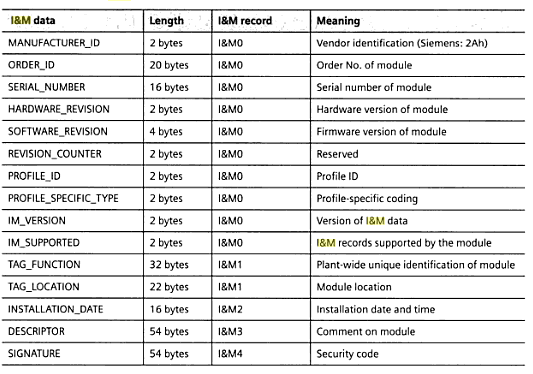 I&M data Length I&M record Meaning
MANUFACTURER_ID 2 bytes I&M0 Vendor identification (Siemens: 2Ah)
ORDER_ID 20 bytes I&M0 Order No. of module
SERIAL_NUMBER 16 bytes I&M0 Serial number of module
HARDWARE_REVISION 2 bytes I&M0 Hardware version of module
SOFTWARE_REVISION 4 bytes I&M0 Firmware version of module
REVISION_COUNTER 2 bytes I&M0 Reserved
PROFILE_ID 2 bytes I&M0 Profile ID
PROFILE_SPECIFIC_TYPE 2 bytes I&M0 Profile-specific coding
IM_VERSION 2 bytes I&M0 Version of I&M data
IM_SUPPORTED 2 bytes I&M0 I&M records supported by the module
TAG_FUNCTION 32 bytes I&M1 Plant-wide unique identification of module
TAG_LOCATION 22 bytes I&M1 Module location
INSTALLATION_DATE 16 bytes I&M2 Installation date and time
DESCRIPTOR 54 bytes I&M3 Comment on module
SIGNATURE 54 bytes I&M4 Security code